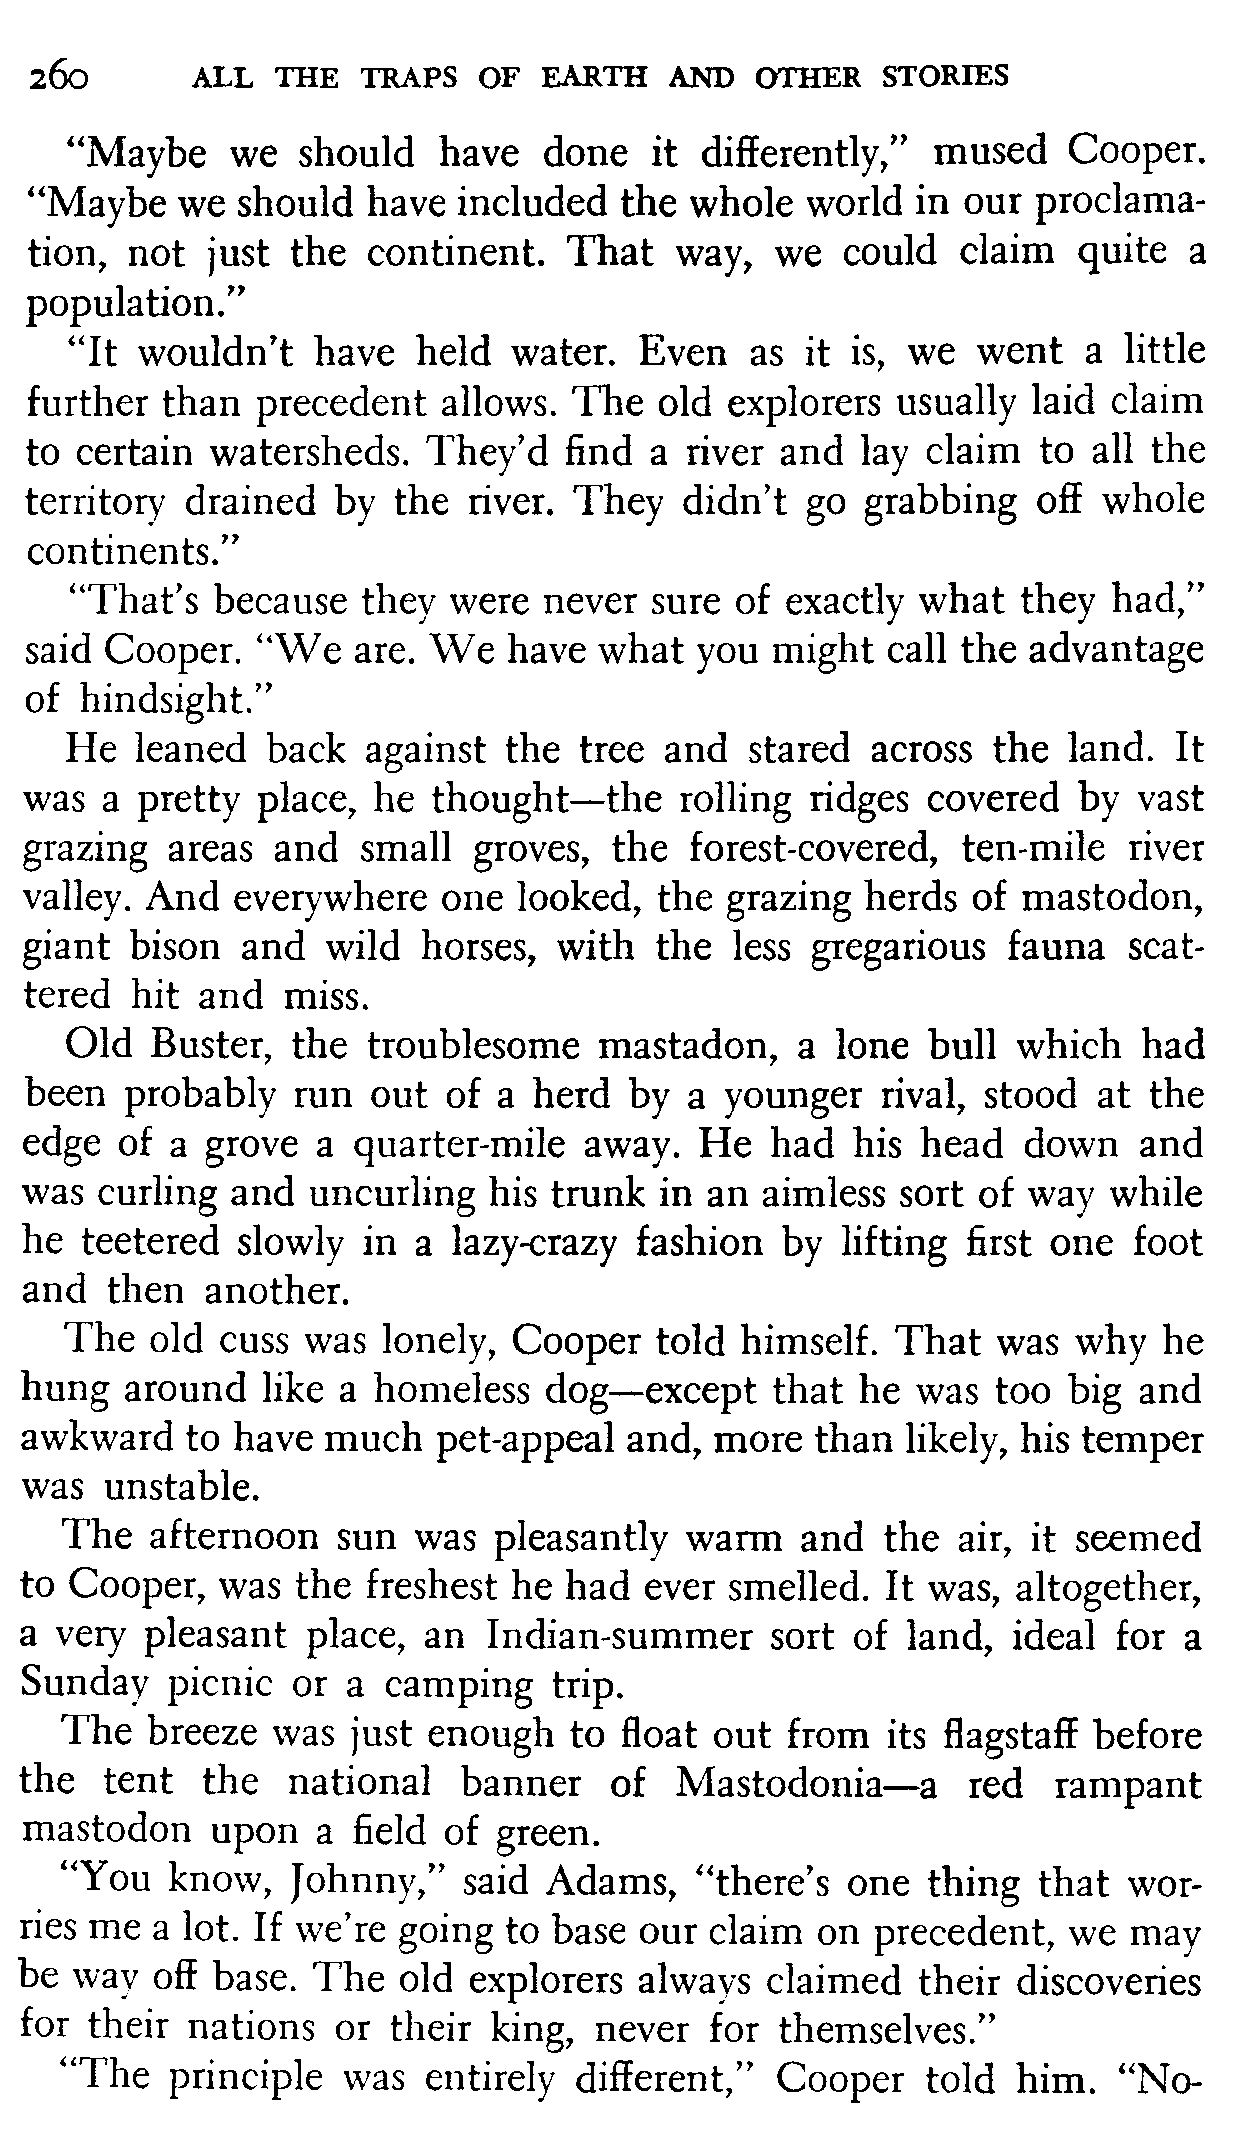 260 ALL THE TRAPS OF EARTH AND OTHER STORIES
“Maybe we should have done it differently,” mused Cooper.
“Maybe we should have included the whole world in our proclama-
tion, not just the continent. That way, we could claim quite a
population.”
“It wouldn’t have held water. Even as it is, we went a little
further than precedent allows. The old explorers usually laid claim
to certain watersheds. They’d find a river and lay claim to all the
territory drained by the river. They didn’t go grabbing off whole
continents.”
“That’s because they were never sure of exactly what they had,”
said Cooper. “We are. We have what you might call the advantage
of hindsight.”
He leaned back against the tree and stared across the land. It
was a pretty place, he thought—the rolling ridges covered by vast
grazing areas and small groves, the forest-covered, ten-mile river
valley. And everywhere one looked, the grazing herds of mastodon,
giant bison and wild horses, with the less gregarious fauna scat-
tered hit and miss.
Old Buster, the troublesome mastadon, a lone bull which had
been probably run out of a herd by a younger rival, stood at the
edge of a grove a quarter-mile away. He had his head down and
was curling and uncurling his trunk in an aimless sort of way while
he teetered slowly in a lazy-crazy fashion by lifting first one foot
and then another.
The old cuss was lonely, Cooper told himself. That was why he
hung around like a homeless dog—except that he was too big and
awkward to have much pet-appeal and, more than likely, his temper
was unstable.
The afternoon sun was pleasantly warm and the air, it seemed
to Cooper, was the freshest he had ever smelled. It was, altogether,
a very pleasant place, an Indian-summer sort of land, ideal for a
Sunday picnic or a camping trip.
The breeze was just enough to float out from its flagstaff before
the tent the national banner of Mastodonia—a red rampant
mastodon upon a field of green.
“You know, Johnny,” said Adams, “there’s one thing that wor-
ries me a lot. If we’re going to base our claim on precedent, we may
be way off base. The old explorers always claimed their discoveries
for their nations or their king, never for themselves.”
“The principle was entirely different,” Cooper told him. “No-